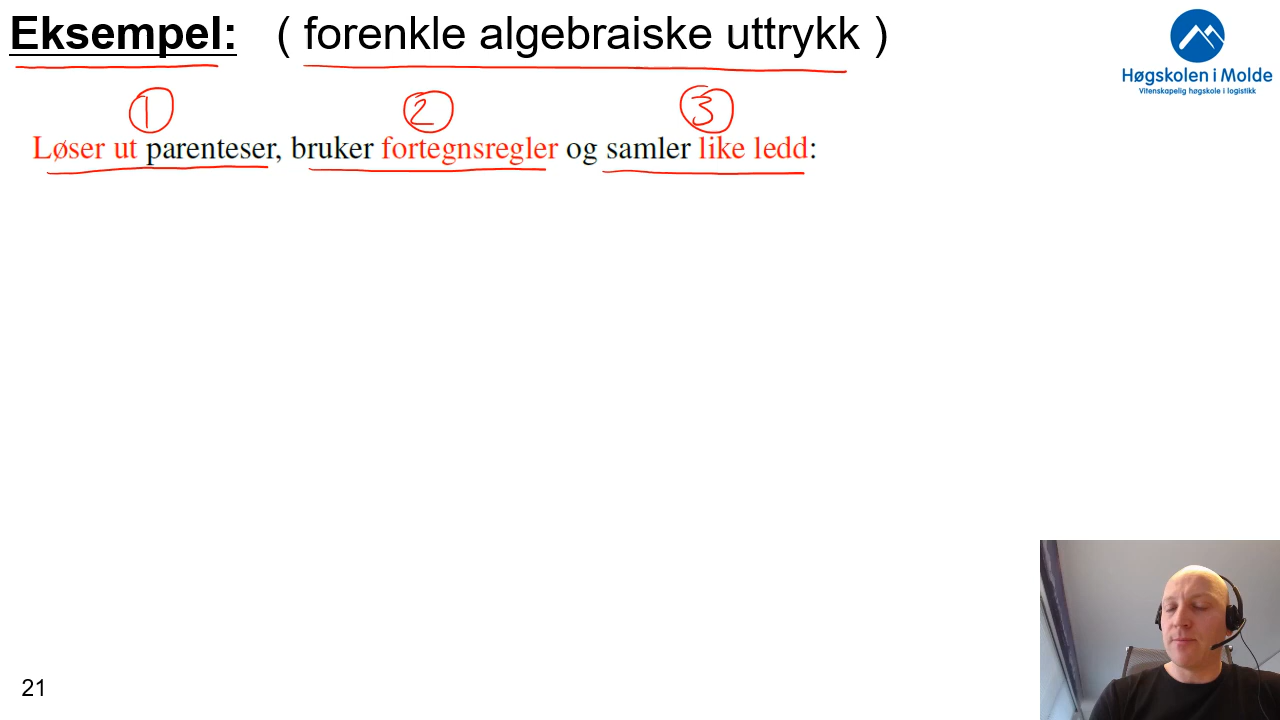 Eksempel: ( forenkle algebraiske uttrykk )
Høgskolen i Molde
Vitenskapelig høgskole i logistikk
1 2 3
Løser ut parenteser, bruker fortegnsregler og samler like ledd:
21